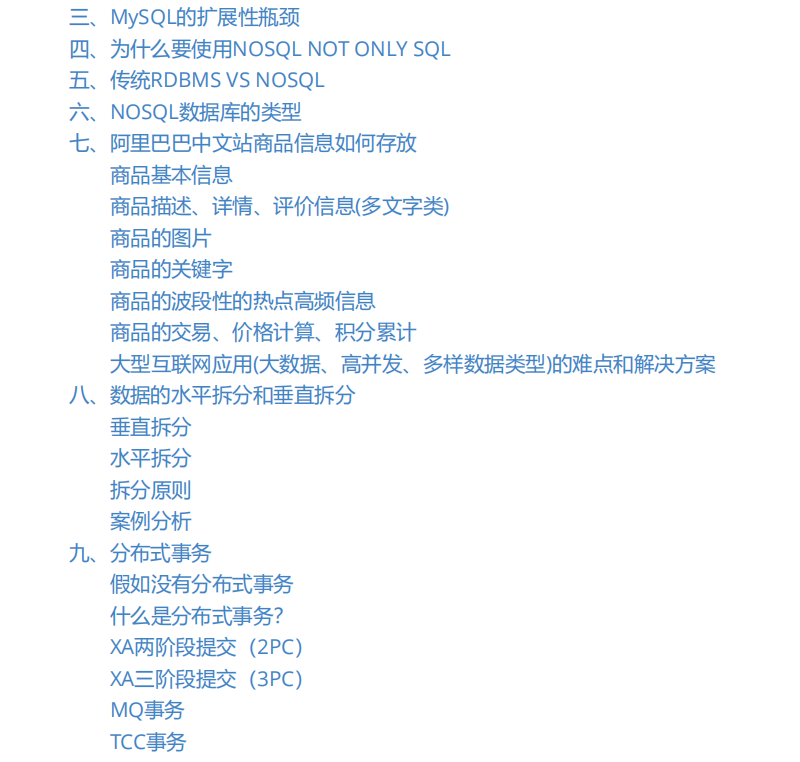 三、MySQL的扩展性瓶颈
四、为什么要使用NOSQL NOT ONLY SQL
五、传统RDBMS VS NOSQL
六、NOSQL数据库的类型
七、阿里巴巴中文站商品信息如何存放
商品基本信息
商品描述、详情、评价信息(多文字类)
商品的图片
商品的关键字
商品的波段性的热点高频信息
商品的交易、价格计算、积分累计
大型互联网应用(大数据、高并发、多样数据类型)的难点和解决方案
八、数据的水平拆分和垂直拆分
垂直拆分
水平拆分
拆分原则
案例分析
九、分布式事务
假如没有分布式事务
什么是分布式事务？
XA两阶段提交（2PC）
XA三阶段提交（3PC）
MQ事务
TCC事务